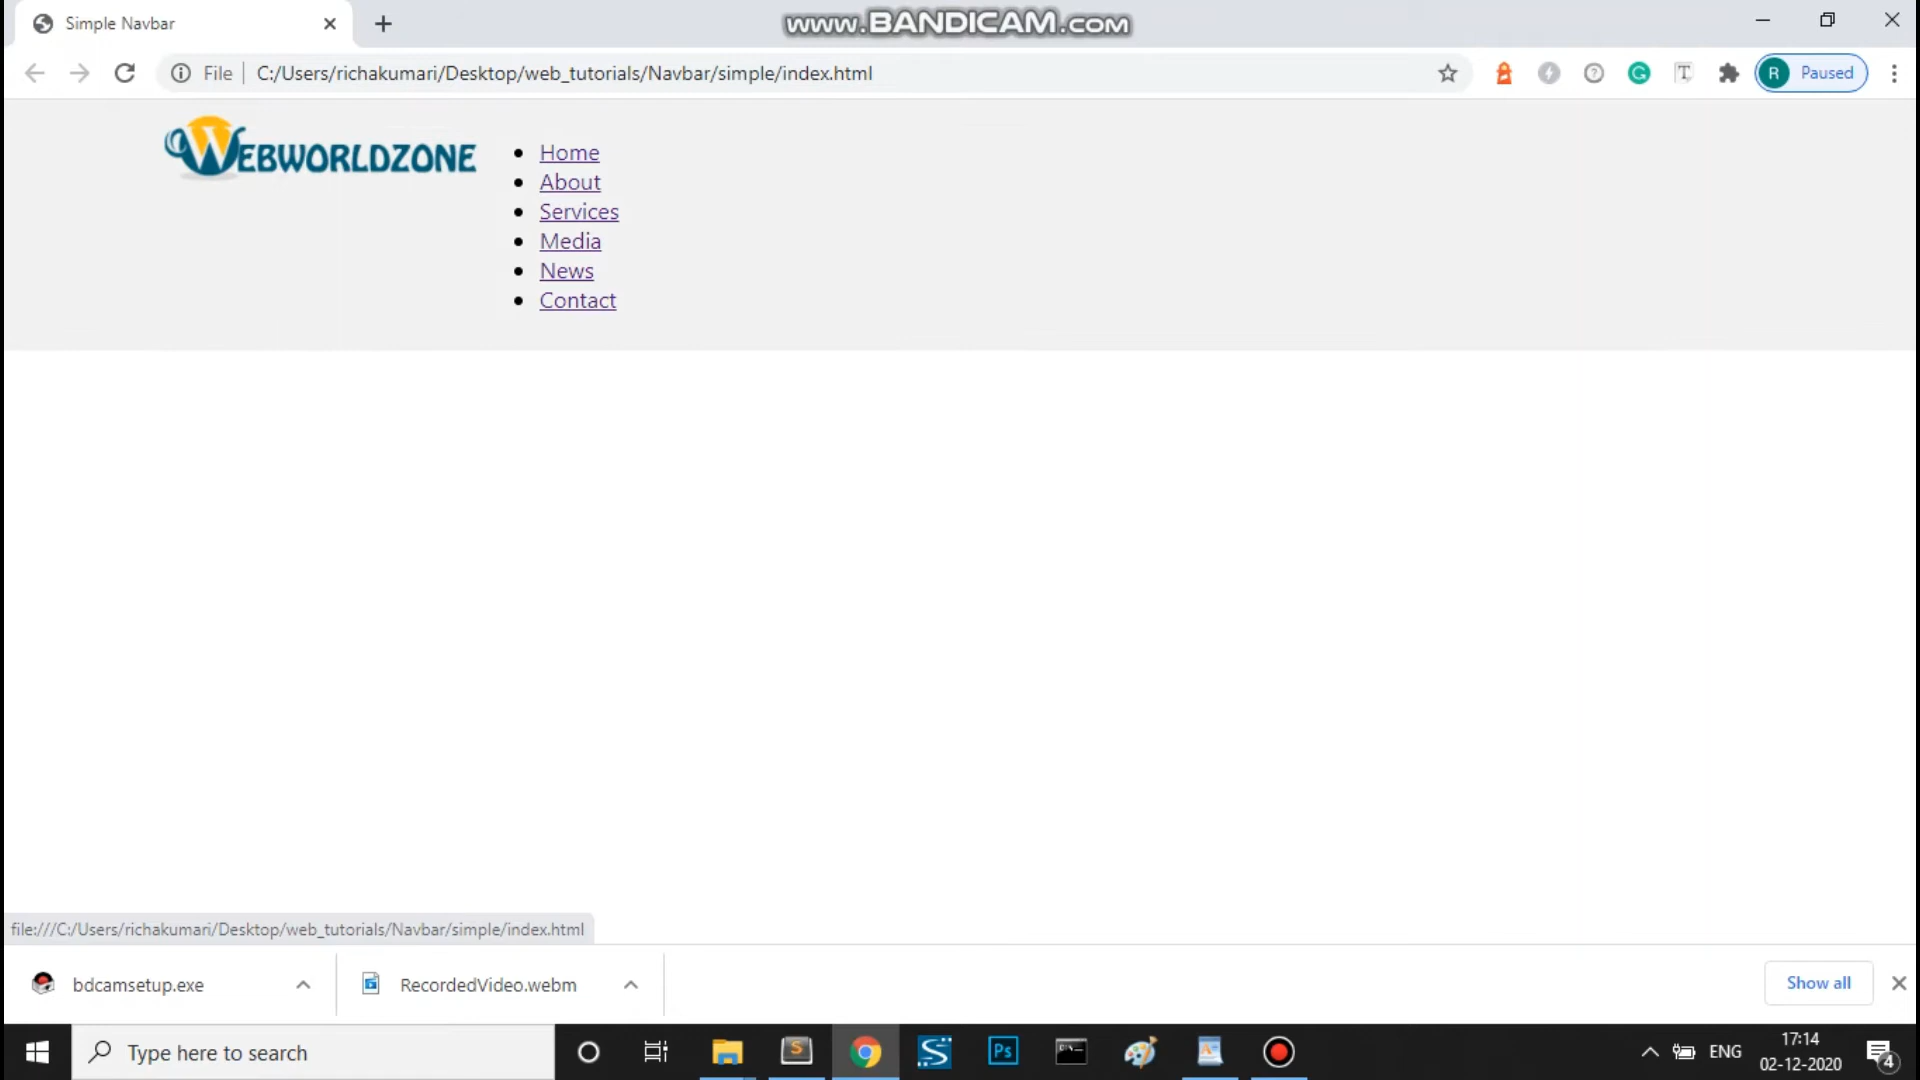 Simple Navbar
www.BANDICAM.com
File
C:/Users/richakumari/Desktop/web_tutorials/Navbar/simple/index.html
R Paused
WEBWORLDZONE
Home
About
Services
Media
News
Contact
file:///C:/Users/richakumari/Desktop/web_tutorials/Navbar/simple/index.html
bdcamsetup.exe
RecordedVideo.webm
Show all
Type here to search
Ps
ENG
17:14
02-12-2020
4